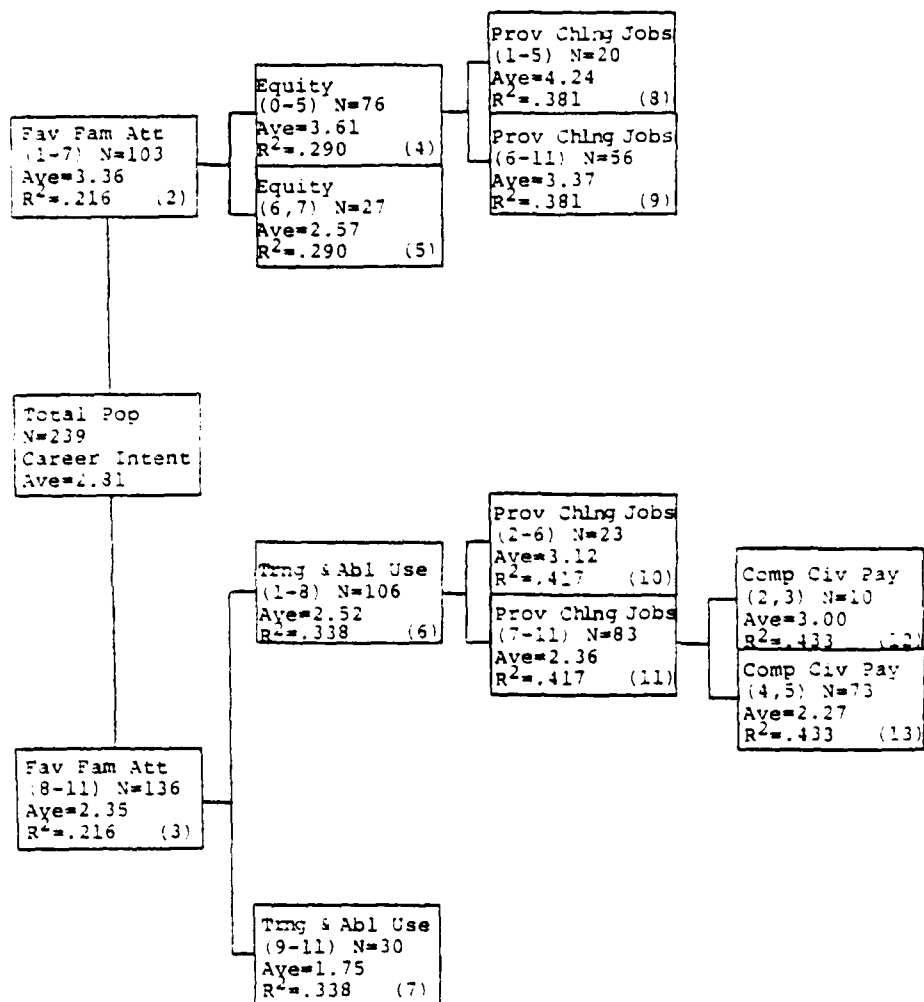 Fav Fam Att
(1-7) N=103
Ave=3.36
R²=.216 (2)
Equity
(0-5) N=76
Ave=3.61
R²=.290 (4)
Equity
(6,7) N=27
Ave=2.57
R²=.290 (5)
Prov Chlng Jobs
(1-5) N=20
Ave=4.24
R²=.381 (8)
Prov Chlng Jobs
(6-11) N=56
Ave=3.37
R²=.381 (9)
Total Pop
N=239
Career Intent
Ave=2.81
Fav Fam Att
(8-11) N=136
Ave=2.35
R²=.216 (3)
Trng & Abl Use
(1-8) N=106
Ave=2.52
R²=.338 (6)
Trng & Abl Use
(9-11) N=30
Ave=1.75
R²=.338 (7)
Prov Chlng Jobs
(2-6) N=23
Ave=3.12
R²=.417 (10)
Prov Chlng Jobs
(7-11) N=83
Ave=2.36
R²=.417 (11)
Comp Civ Pay
(2,3) N=10
Ave=3.00
R²=.433 (12)
Comp Civ Pay
(4,5) N=73
Ave=2.27
R²=.433 (13)